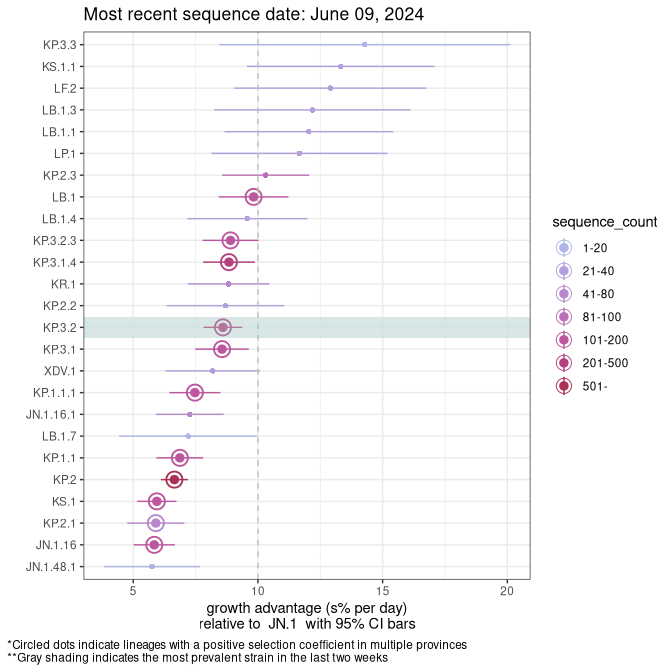 Most recent sequence date: June 09, 2024
KP.3.3
KS.1.1
LF.2
LB.1.3
LB.1.1
LP.1
KP.2.3
LB.1
LB.1.4
KP.3.2.3
KP.3.1.4
KR.1
KP.2.2
KP.3.2
KP.3.1
XDV.1
KP.1.1.1
JN.1.16.1
LB.1.7
KP.1.1
KP.2
KS.1
KP.2.1
JN.1.16
JN.1.48.1
5 10 15 20
growth advantage (s% per day)
relative to JN.1 with 95% CI bars
sequence_count
1-20
21-40
41-80
81-100
101-200
201-500
501-
*Circled dots indicate lineages with a positive selection coefficient in multiple provinces
**Gray shading indicates the most prevalent strain in the last two weeks